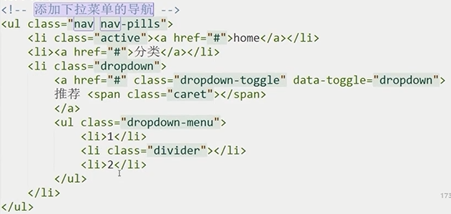 <!-- 添加下拉菜单的导航 -->
<ul class="nav nav-pills">
    <li class="active"><a href="#">home</a></li>
    <li><a href="#">分类</a></li>
    <li class="dropdown">
        <a href="#" class="dropdown-toggle" data-toggle="dropdown">
        推荐 <span class="caret"></span>
        </a>
        <ul class="dropdown-menu">
            <li>1</li>
            <li class="divider"></li>
            <li>2</li>
        </ul>
    </li>
</ul>
173